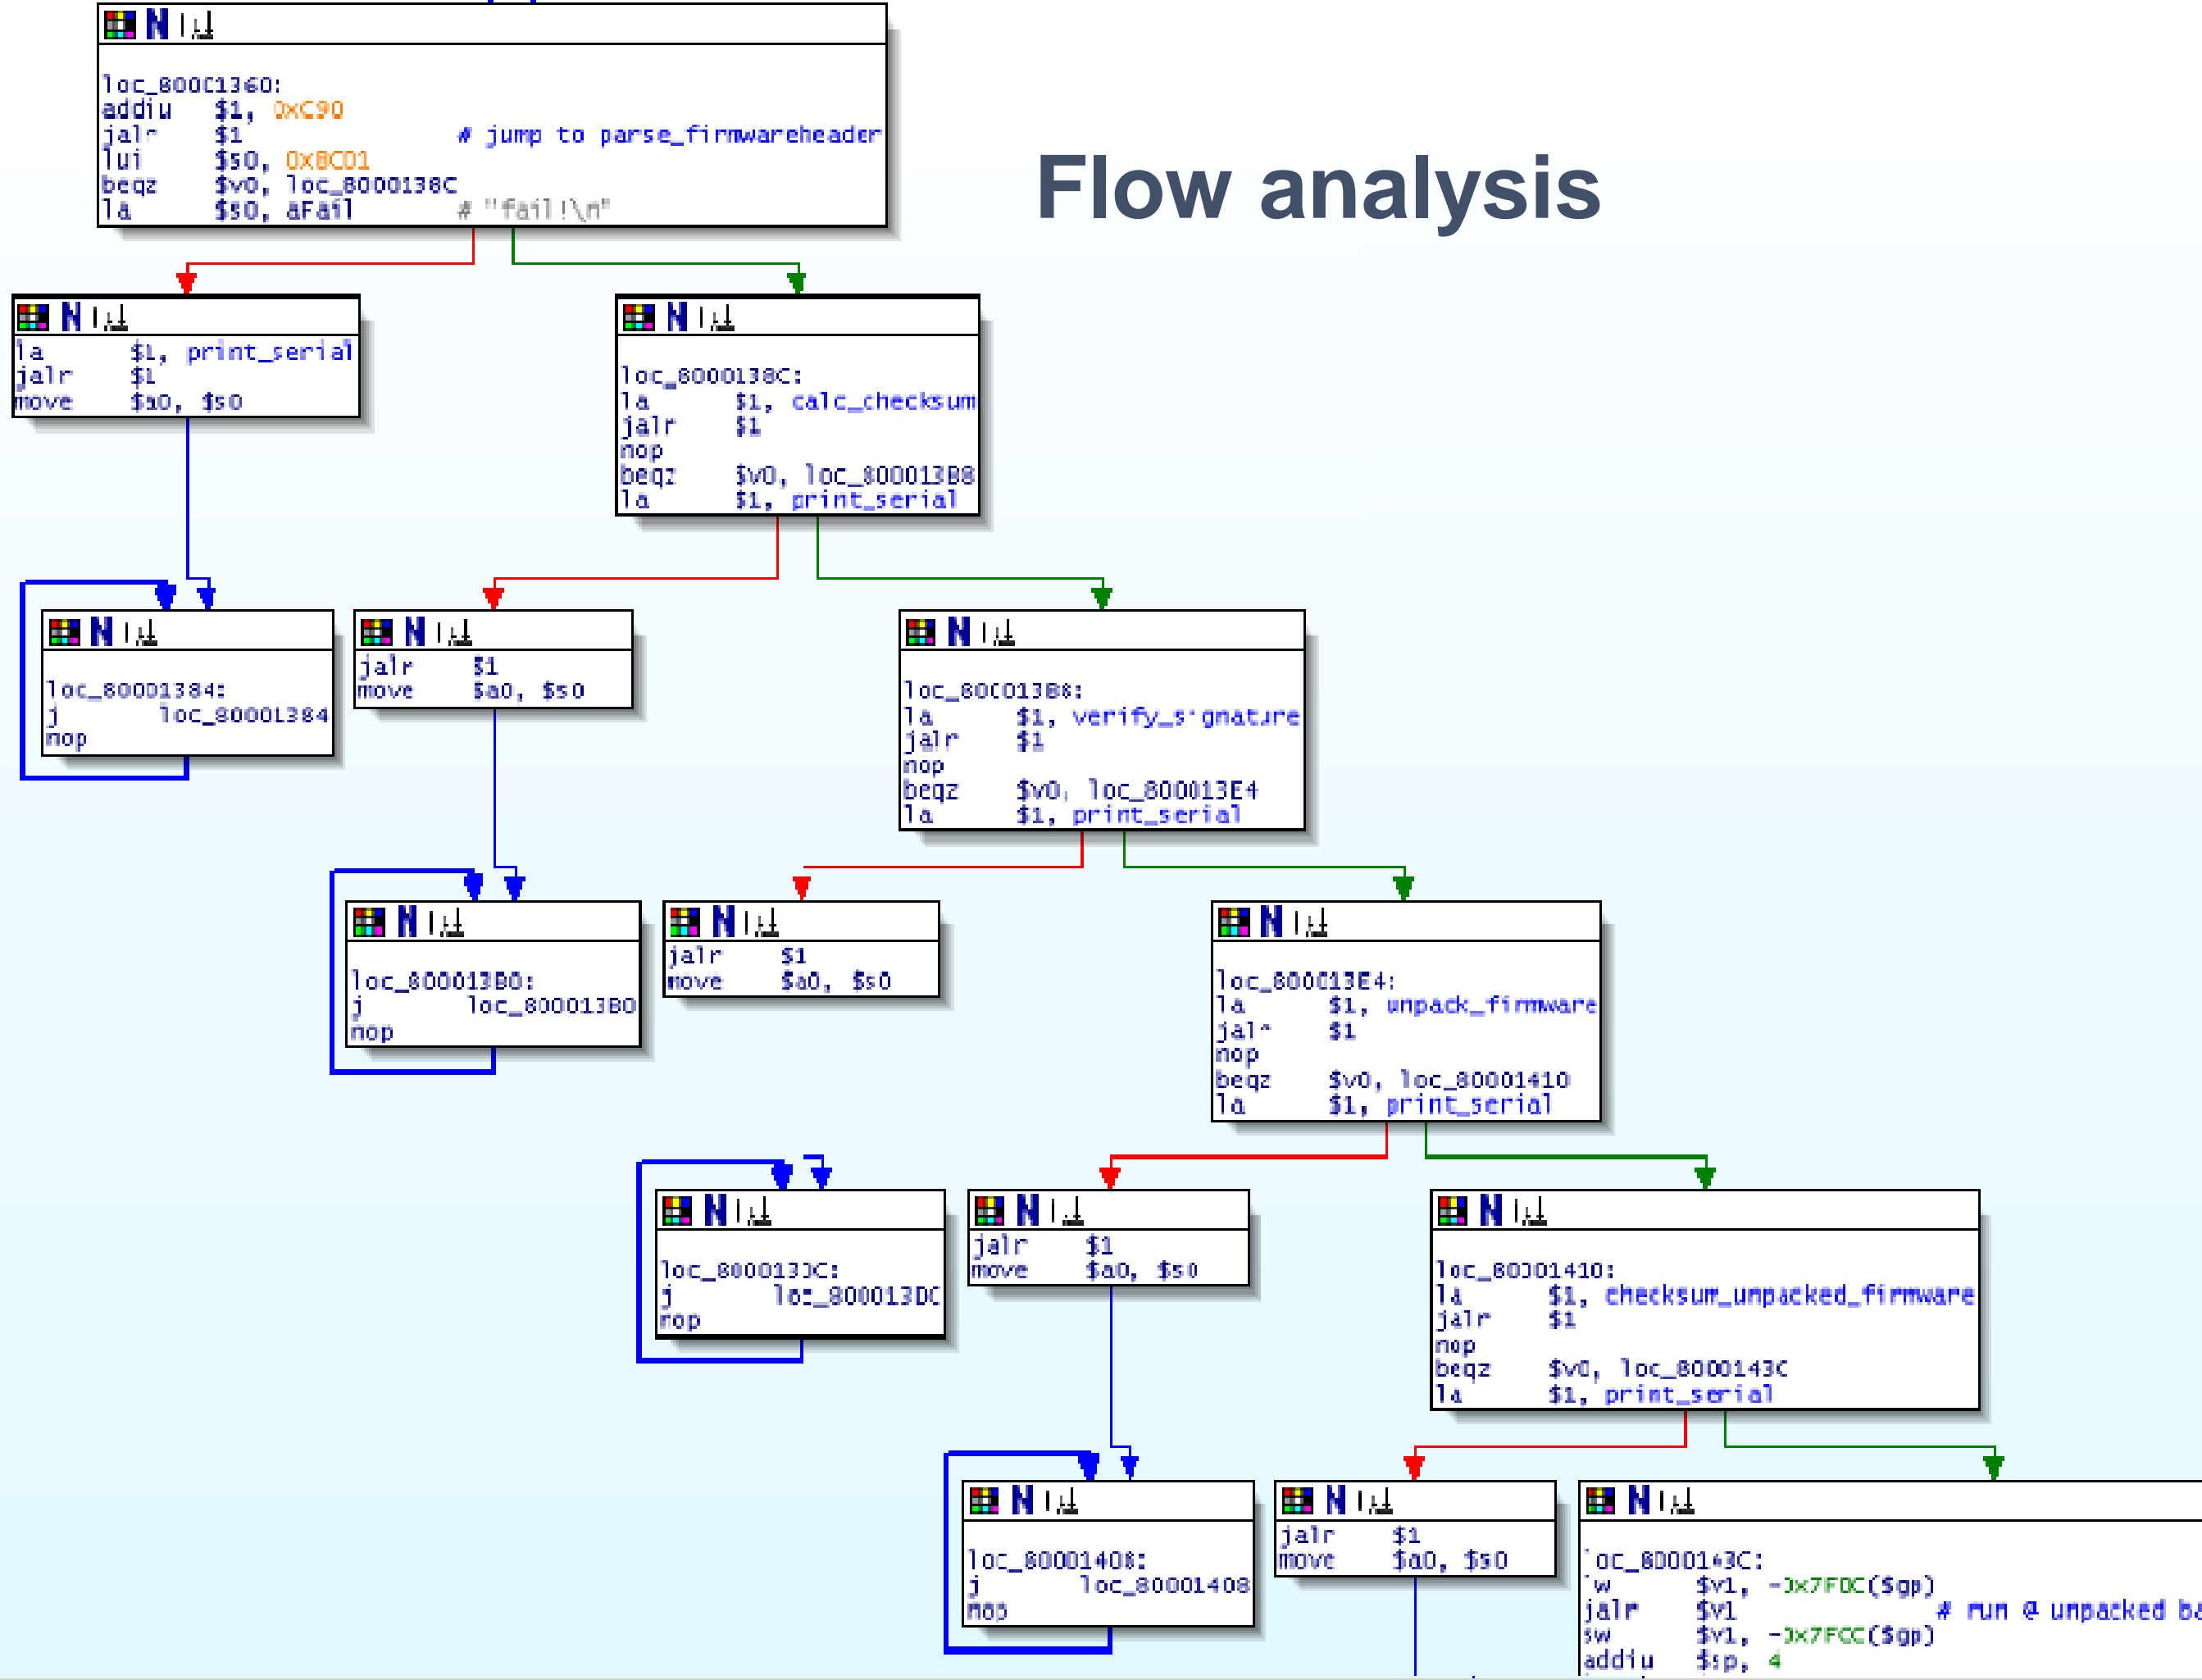 Flow analysis
loc_80001360:
addiu $1, 0xC90
jalr $1 # jump to parse_firmwareheader
lui $s0, 0xBCD1
beqz $v0, loc_8000138C
la $s0, aFail # "fail!\n"
la $1, print_serial
jalr $1
move $a0, $s0
loc_8000138C:
la $1, calc_checksum
jalr $1
nop
beqz $v0, loc_800013B8
la $1, print_serial
loc_80001384:
j loc_80001384
nop
jalr $1
move $a0, $s0
loc_800013B8:
la $1, verify_signature
jalr $1
nop
beqz $v0, loc_800013E4
la $1, print_serial
loc_800013B0:
j loc_800013B0
nop
jalr $1
move $a0, $s0
loc_800013E4:
la $1, unpack_firmware
jalr $1
nop
beqz $v0, loc_80001410
la $1, print_serial
loc_800013DC:
j loc_800013DC
nop
jalr $1
move $a0, $s0
loc_80001410:
la $1, checksum_unpacked_firmware
jalr $1
nop
beqz $v0, loc_8000143C
la $1, print_serial
loc_80001408:
j loc_80001408
nop
jalr $1
move $a0, $s0
loc_8000143C:
lw $v1, -0x7FDC($gp)
jalr $v1 # run @ unpacked ba
sw $v1, -0x7FCC($gp)
addiu $sp, 4